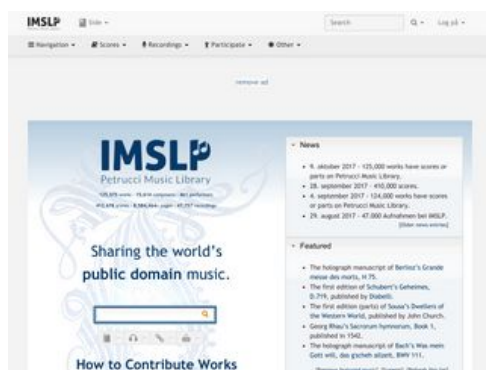 IMSLP Side Search Log på
Navigation Scores Recordings Participate Other
remove ad
IMSLP
Petrucci Music Library
Sharing the world's
public domain music.
How to Contribute Works
News
9. oktober 2017 - 125,000 works have scores or
parts on Petrucci Music Library.
28. september 2017 - 410,000 scores.
4. september 2017 - 124,000 works have scores
or parts on Petrucci Music Library.
29. august 2017 - 47.000 Aufnahmen bei IMSLP.
[Older news entries]
Featured
The holograph manuscript of Berlioz's Grande
messe des morts, H 75.
The first edition of Schubert's Geheimes,
D.719, published by Diabelli.
The first edition (parts) of Sousa's Dwellers of
the Western World, published by John Church.
Georg Rhau's Sacrorum hymnorum, Book 1,
published in 1542.
The holograph manuscript of Bach's Was mein
Gott will, das gscheh allzeit, BWV 111.